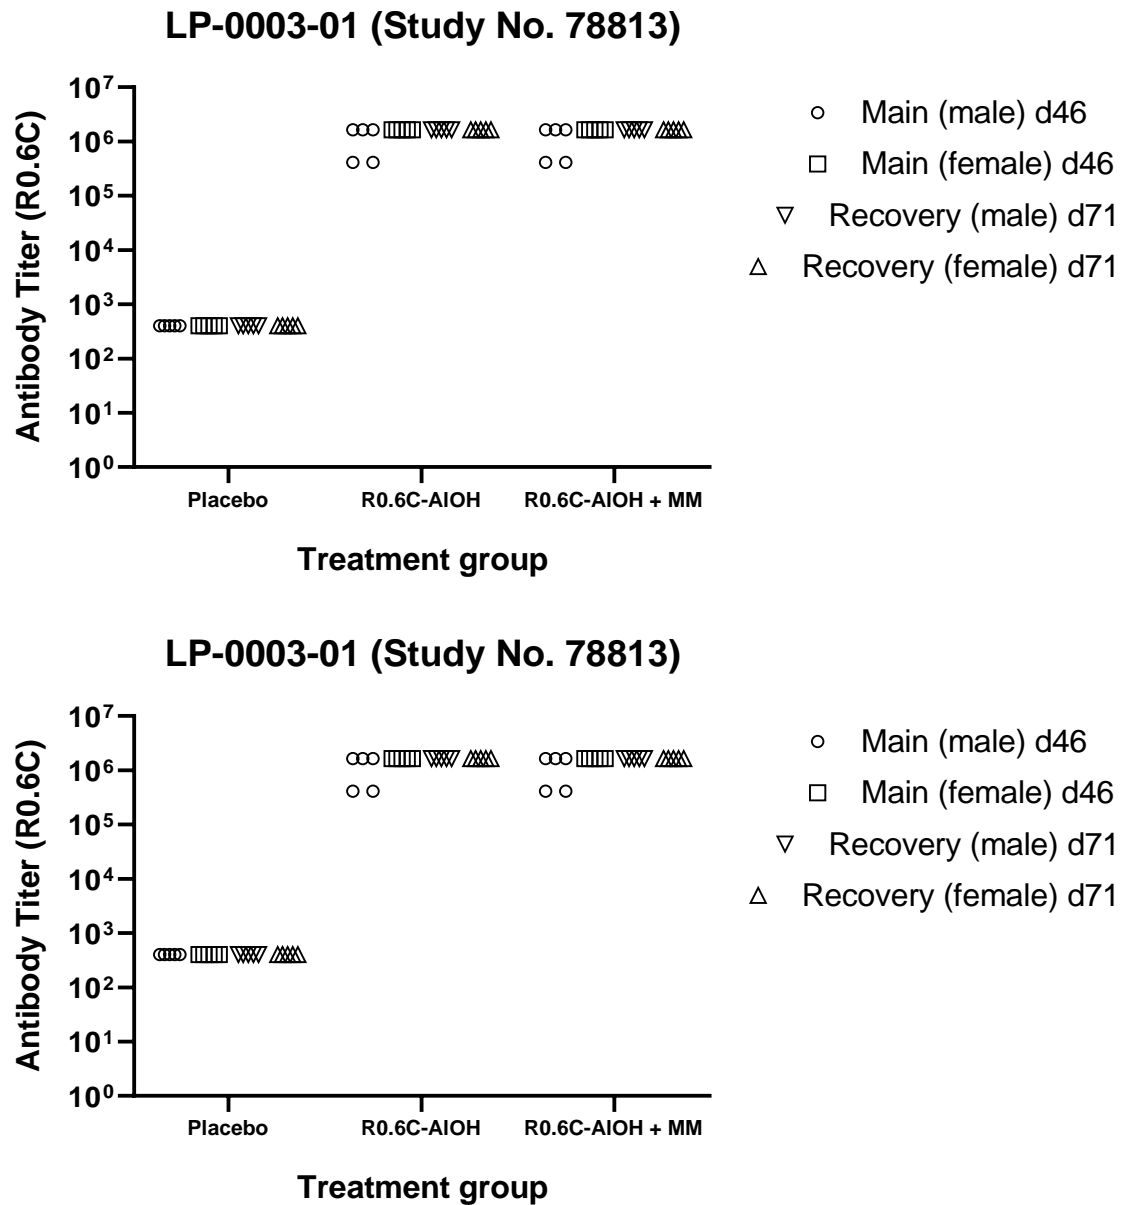 LP-0003-01 (Study No. 78813)
Antibody Titer (R0.6C)
10⁷
10⁶
10⁵
10⁴
10³
10²
10¹
10⁰
Placebo R0.6C-AlOH R0.6C-AlOH + MM
Treatment group
Main (male) d46
Main (female) d46
Recovery (male) d71
Recovery (female) d71
LP-0003-01 (Study No. 78813)
Antibody Titer (R0.6C)
10⁷
10⁶
10⁵
10⁴
10³
10²
10¹
10⁰
Placebo R0.6C-AlOH R0.6C-AlOH + MM
Treatment group
Main (male) d46
Main (female) d46
Recovery (male) d71
Recovery (female) d71